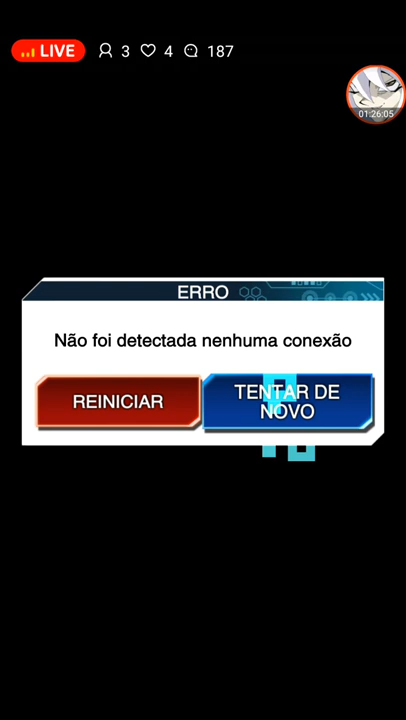 LIVE 3 4 187
01:26:05
ERRO
Não foi detectada nenhuma conexão
REINICIAR
TENTAR DE
NOVO